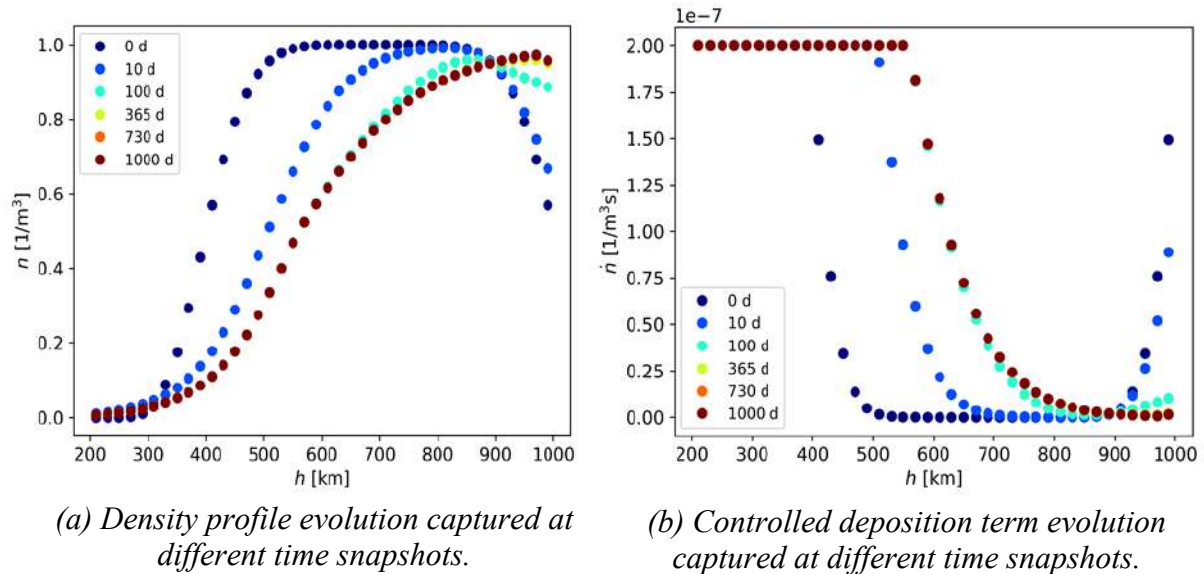 1e−7
1.0
0.8
0.6
0.4
0.2
0.0
n [1/m³]
0 d
10 d
100 d
365 d
730 d
1000 d
200 300 400 500 600 700 800 900 1000
h [km]
2.00
1.75
1.50
1.25
1.00
0.75
0.50
0.25
0.00
ṅ [1/m³s]
0 d
10 d
100 d
365 d
730 d
1000 d
200 300 400 500 600 700 800 900 1000
h [km]
(a) Density profile evolution captured at
different time snapshots.
(b) Controlled deposition term evolution
captured at different time snapshots.